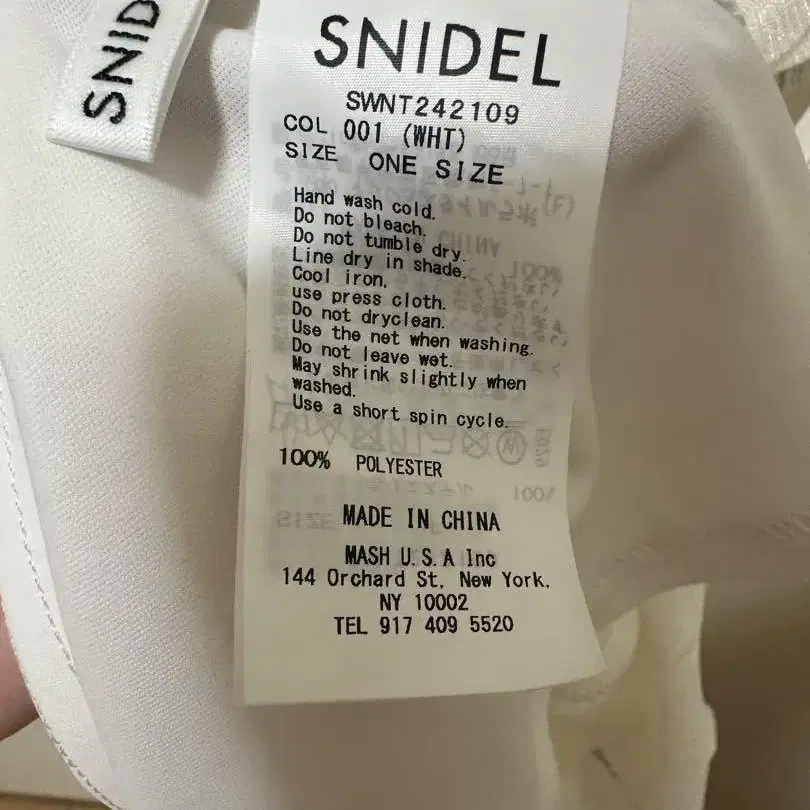 SNID
SNIDEL
SWNT242109
COL 001 (WHT)
SIZE ONE SIZE
Hand wash cold.
Do not bleach.
Do not tumble dry.
Line dry in shade.
Cool iron,
use press cloth.
Do not dryclean.
Use the net when washing.
Do not leave wet.
May shrink slightly when
washed.
Use a short spin cycle.
100% POLYESTER
MADE IN CHINA
MASH U.S.A Inc
144 Orchard St. New York.
NY 10002
TEL 917 409 5520